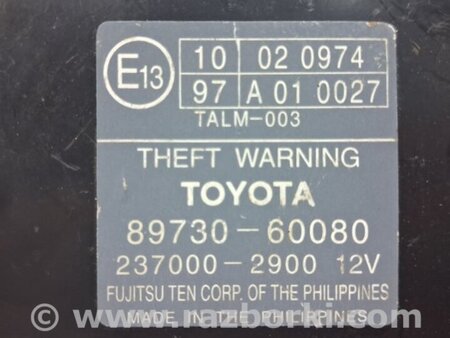 E13
10 02 0974
97 A 01 0027
TALM-003
THEFT WARNING
TOYOTA
89730-60080
237000-2900 12V
FUJITSU TEN CORP. OF THE PHILIPPINES
MADE IN THE PHILIPPINES
© www.razborki.com